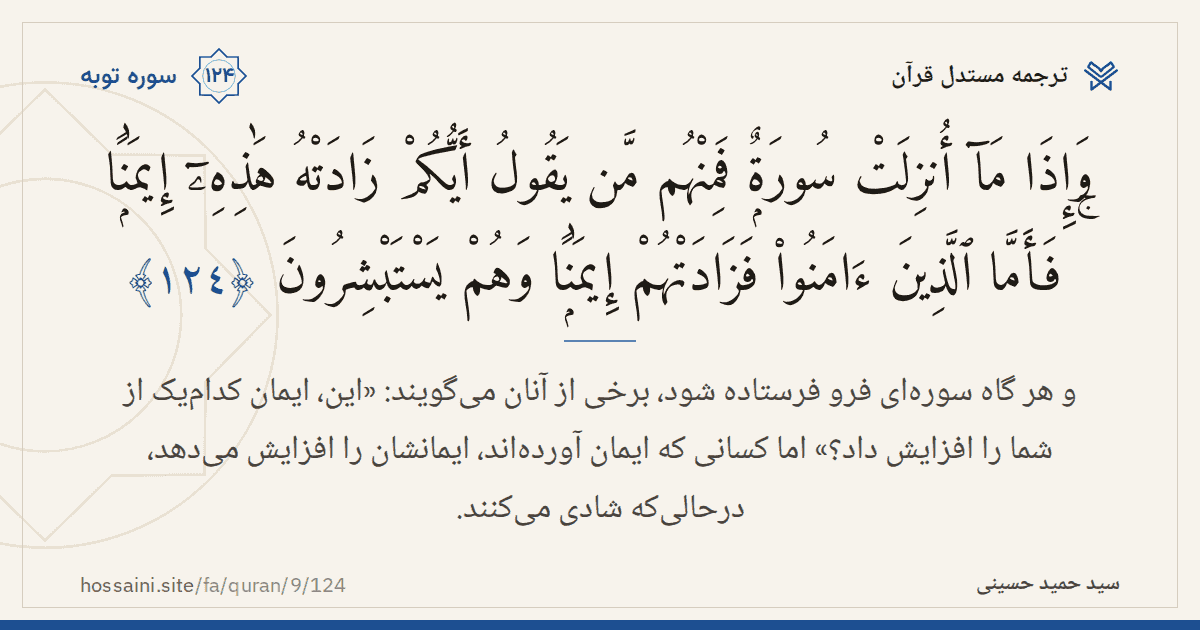 ترجمه مستدل قرآن
سوره توبه ۱۲۴
وَإِذَا مَآ أُنزِلَتْ سُورَةٌۭ فَمِنْهُم مَّن يَقُولُ أَيُّكُمْ زَادَتْهُ هَٰذِهِۦٓ إِيمَٰنًۭا ۚ
فَأَمَّا ٱلَّذِينَ ءَامَنُوا۟ فَزَادَتْهُمْ إِيمَٰنًۭا وَهُمْ يَسْتَبْشِرُونَ ﴿١٢٤﴾
و هر گاه سوره‌ای فرو فرستاده شود، برخی از آنان می‌گویند: «این، ایمان کدام‌یک از
شما را افزایش داد؟» اما کسانی که ایمان آورده‌اند، ایمانشان را افزایش می‌دهد،
درحالی‌که شادی می‌کنند.
سید حمید حسینی
hossaini.site/fa/quran/9/124